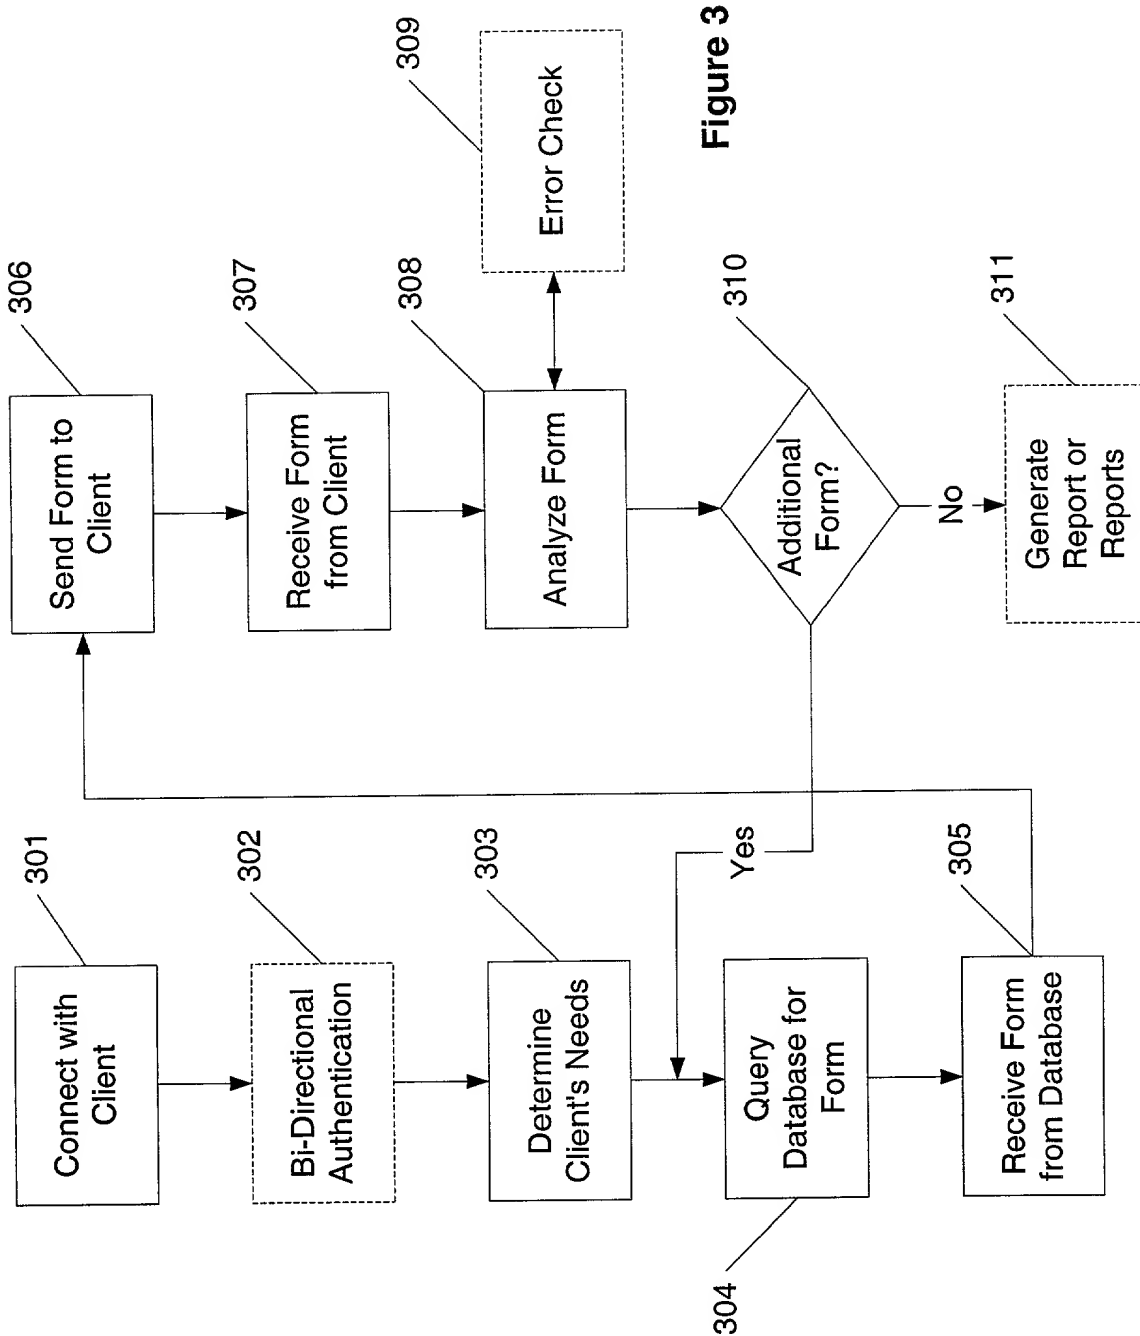 301
Connect with
Client
302
Bi-Directional
Authentication
303
Determine
Client's Needs
304
Query
Database for
Form
305
Receive Form
from Database
306
Send Form to
Client
307
Receive Form
from Client
308
Analyze Form
309
Error Check
310
Additional
Form?
Yes
No
311
Generate
Report or
Reports
Figure 3